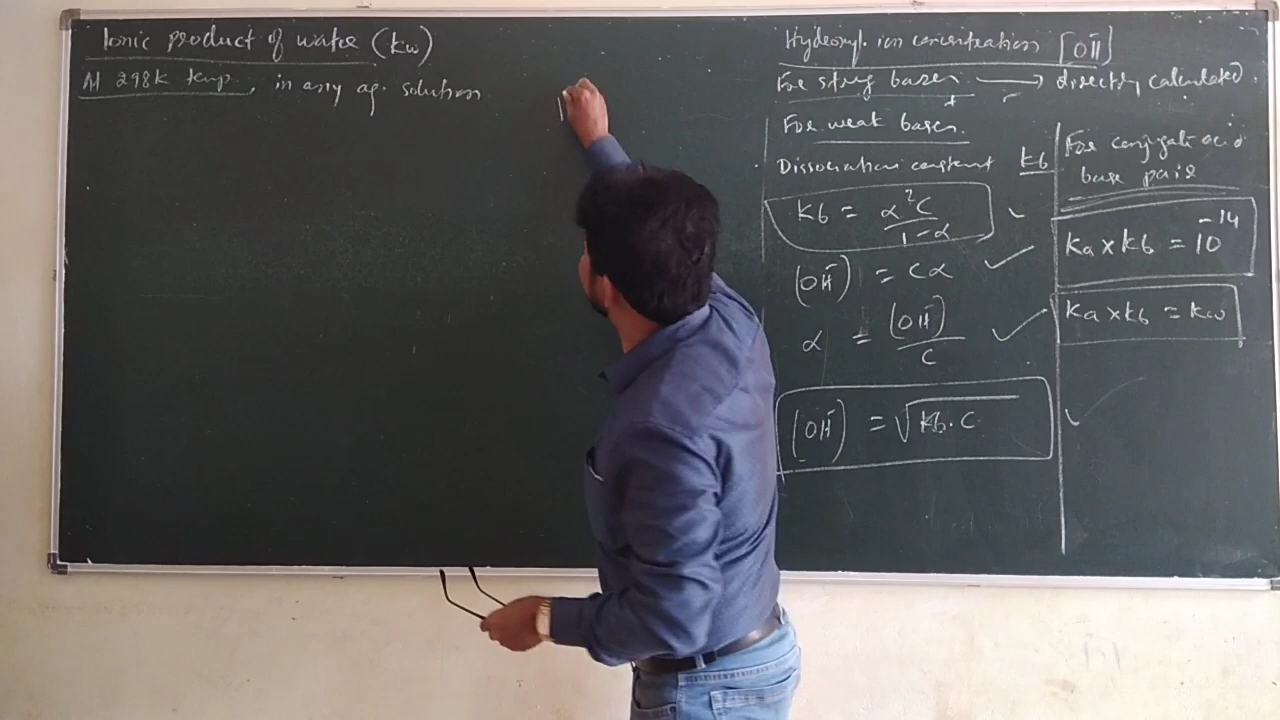 Ionic product of water (kw)
At 298k temp, in any aq. solution
Hydroxyl ion concentration [OH̄]
For strong bases ⟶ directly calculated.
For weak bases.
Dissociation constant kb
kb = α²C / 1-α
(OH̄) = Cα
α = (OH̄) / C
(OH̄) = √kb.C
For conjugate acid
base pair
ka x kb = 10⁻¹⁴
ka x kb = kw